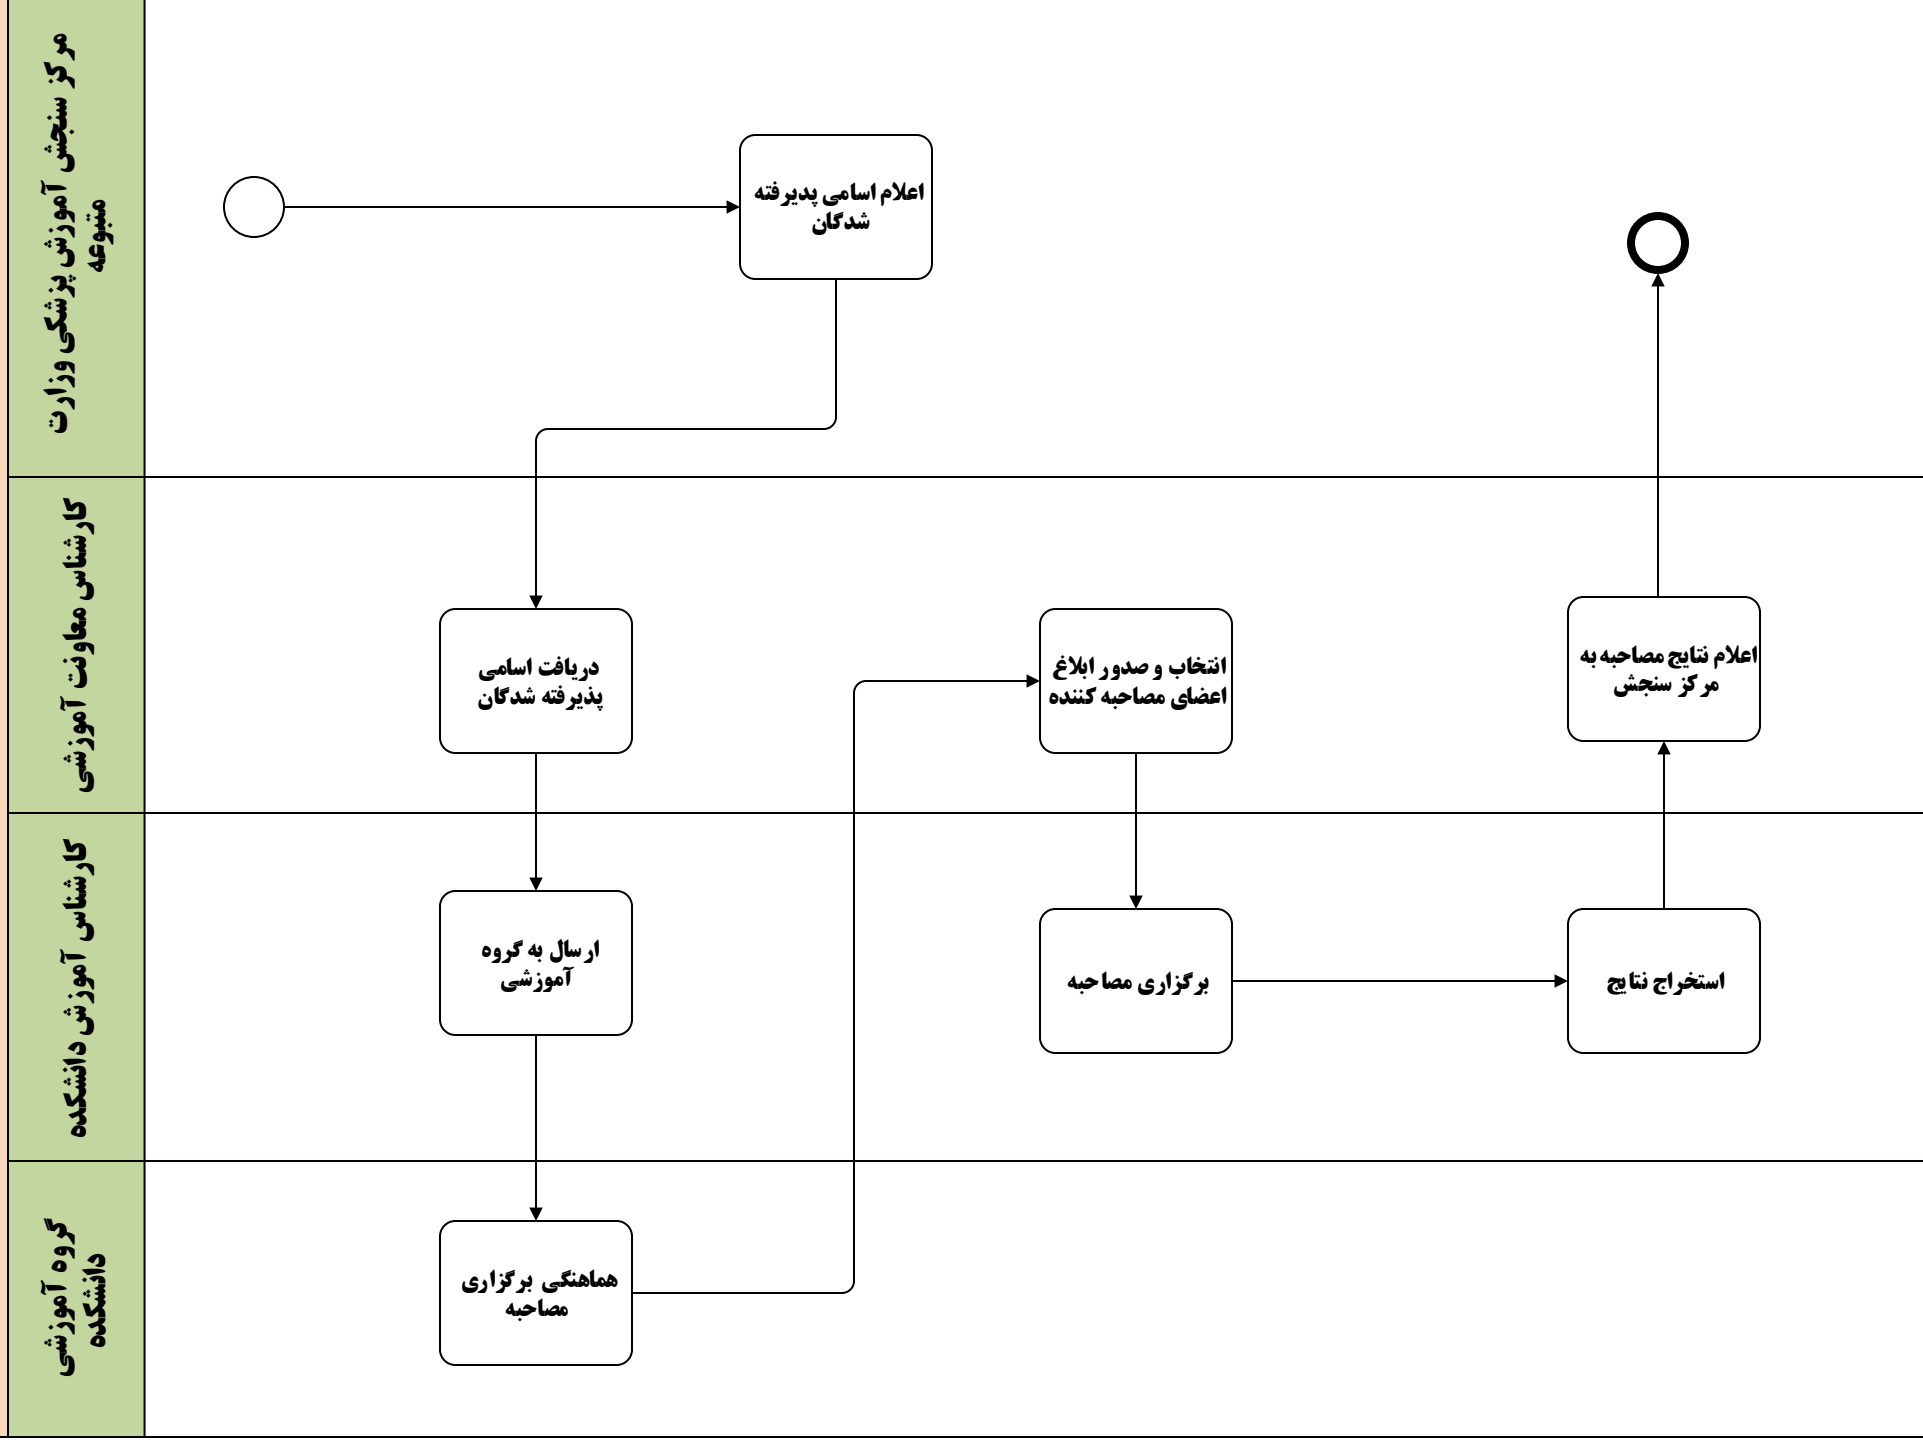 مرکز سنجش آموزش پزشکی وزارت
متبوعه
اعلام اسامی پدیرفته
شدگان
کارشناس معاونت آموزشی
دریافت اسامی
پذیرفته شدگان
انتخاب و صدور ابلاغ
اعضای مصاحبه کننده
اعلام نتایج مصاحبه به
مرکز سنجش
کارشناس آموزش دانشکده
ارسال به گروه
آموزشی
برگزاری مصاحبه
استخراج نتایج
گروه آموزشی
دانشکده
هماهنگی برگزاری
مصاحبه